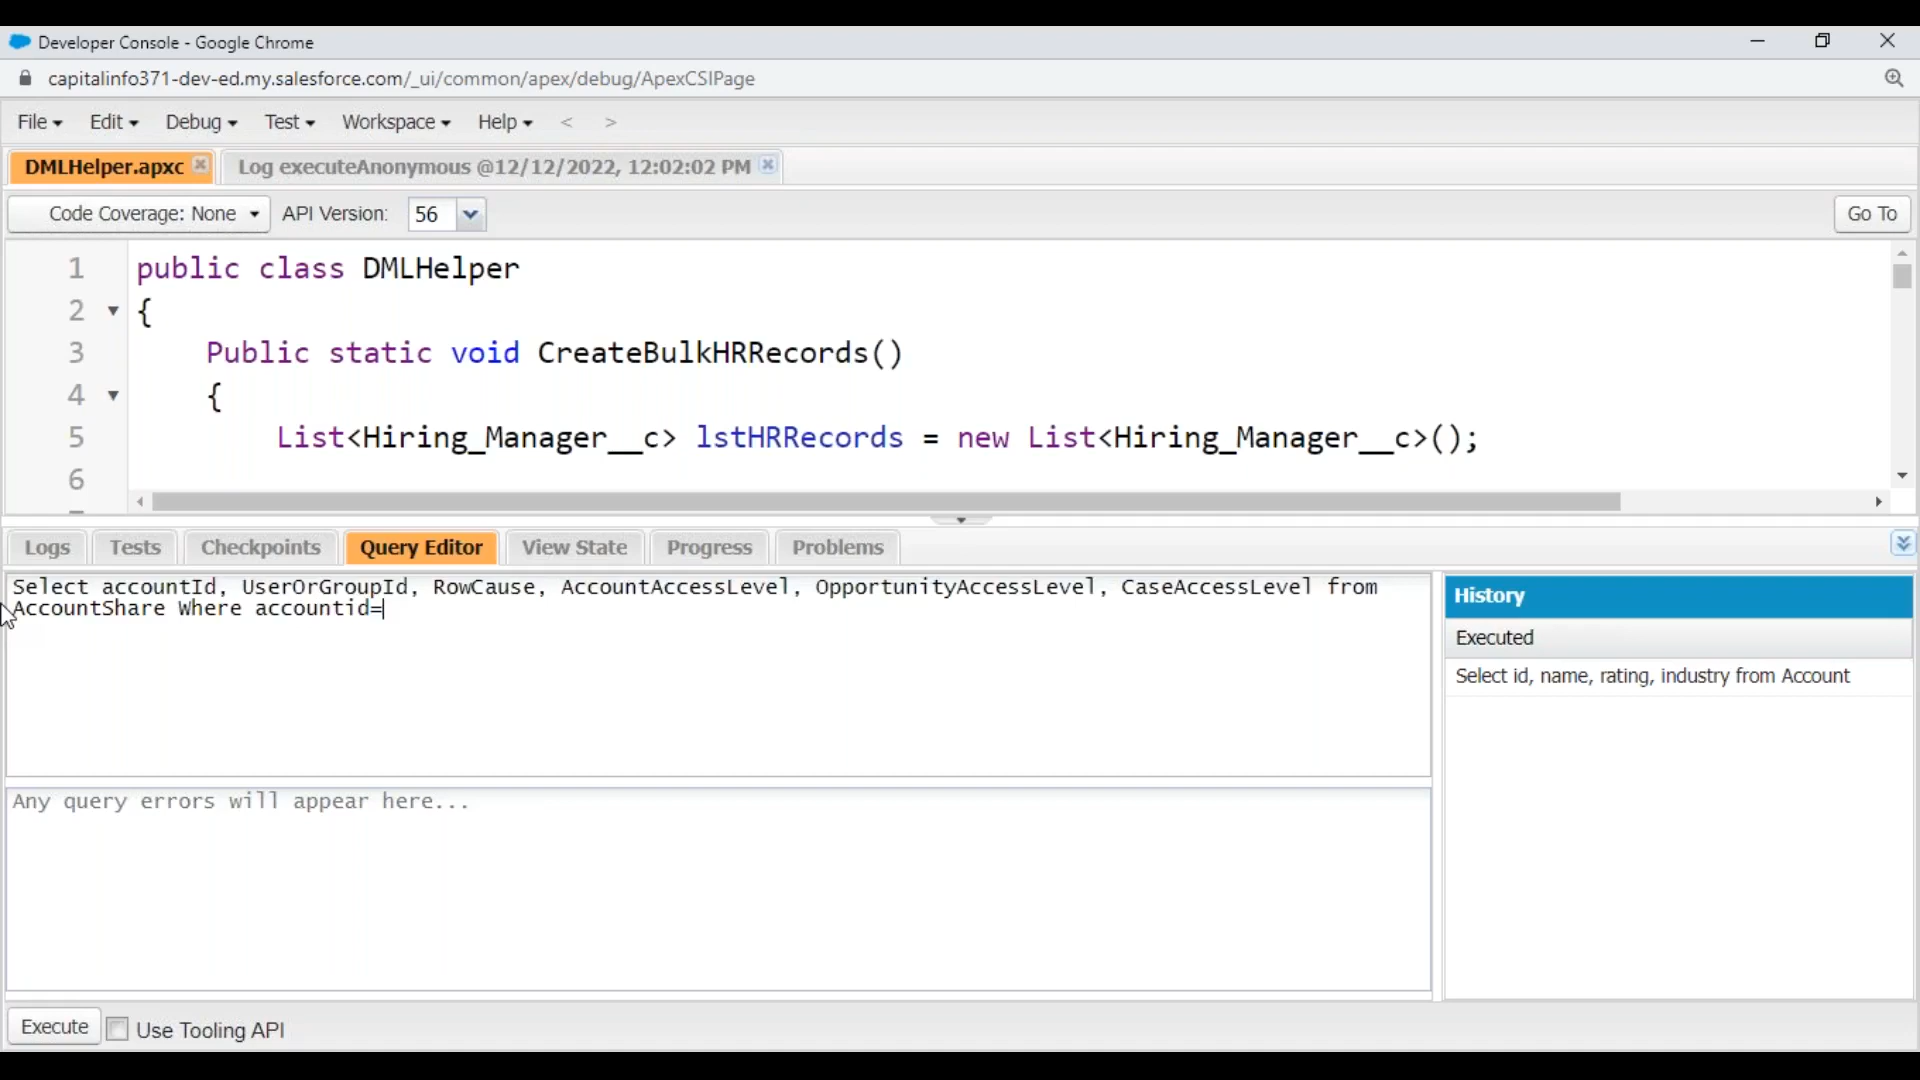 Developer Console - Google Chrome
capitalinfo371-dev-ed.my.salesforce.com/_ui/common/apex/debug/ApexCSIPage
File Edit Debug Test Workspace Help < >
DMLHelper.apxc Log executeAnonymous @12/12/2022, 12:02:02 PM
Code Coverage: None API Version: 56 Go To
1 public class DMLHelper
2 {
3 Public static void CreateBulkHRRecords()
4 {
5 List<Hiring_Manager__c> lstHRRecords = new List<Hiring_Manager__c>();
6
Logs Tests Checkpoints Query Editor View State Progress Problems
Select accountId, UserOrGroupId, RowCause, AccountAccessLevel, OpportunityAccessLevel, CaseAccessLevel from
AccountShare Where accountid=
History
Executed
Select id, name, rating, industry from Account
Any query errors will appear here...
Execute Use Tooling API